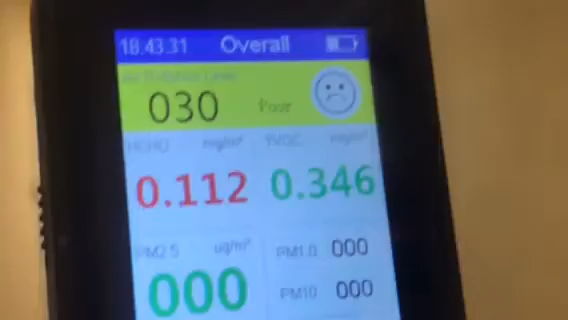 18.43.31 Overall
030 Poor
HCHO mg/m³ TVOC mg/m³
0.112 0.346
PM2.5 ug/m³ PM1.0 000
000 PM10 000